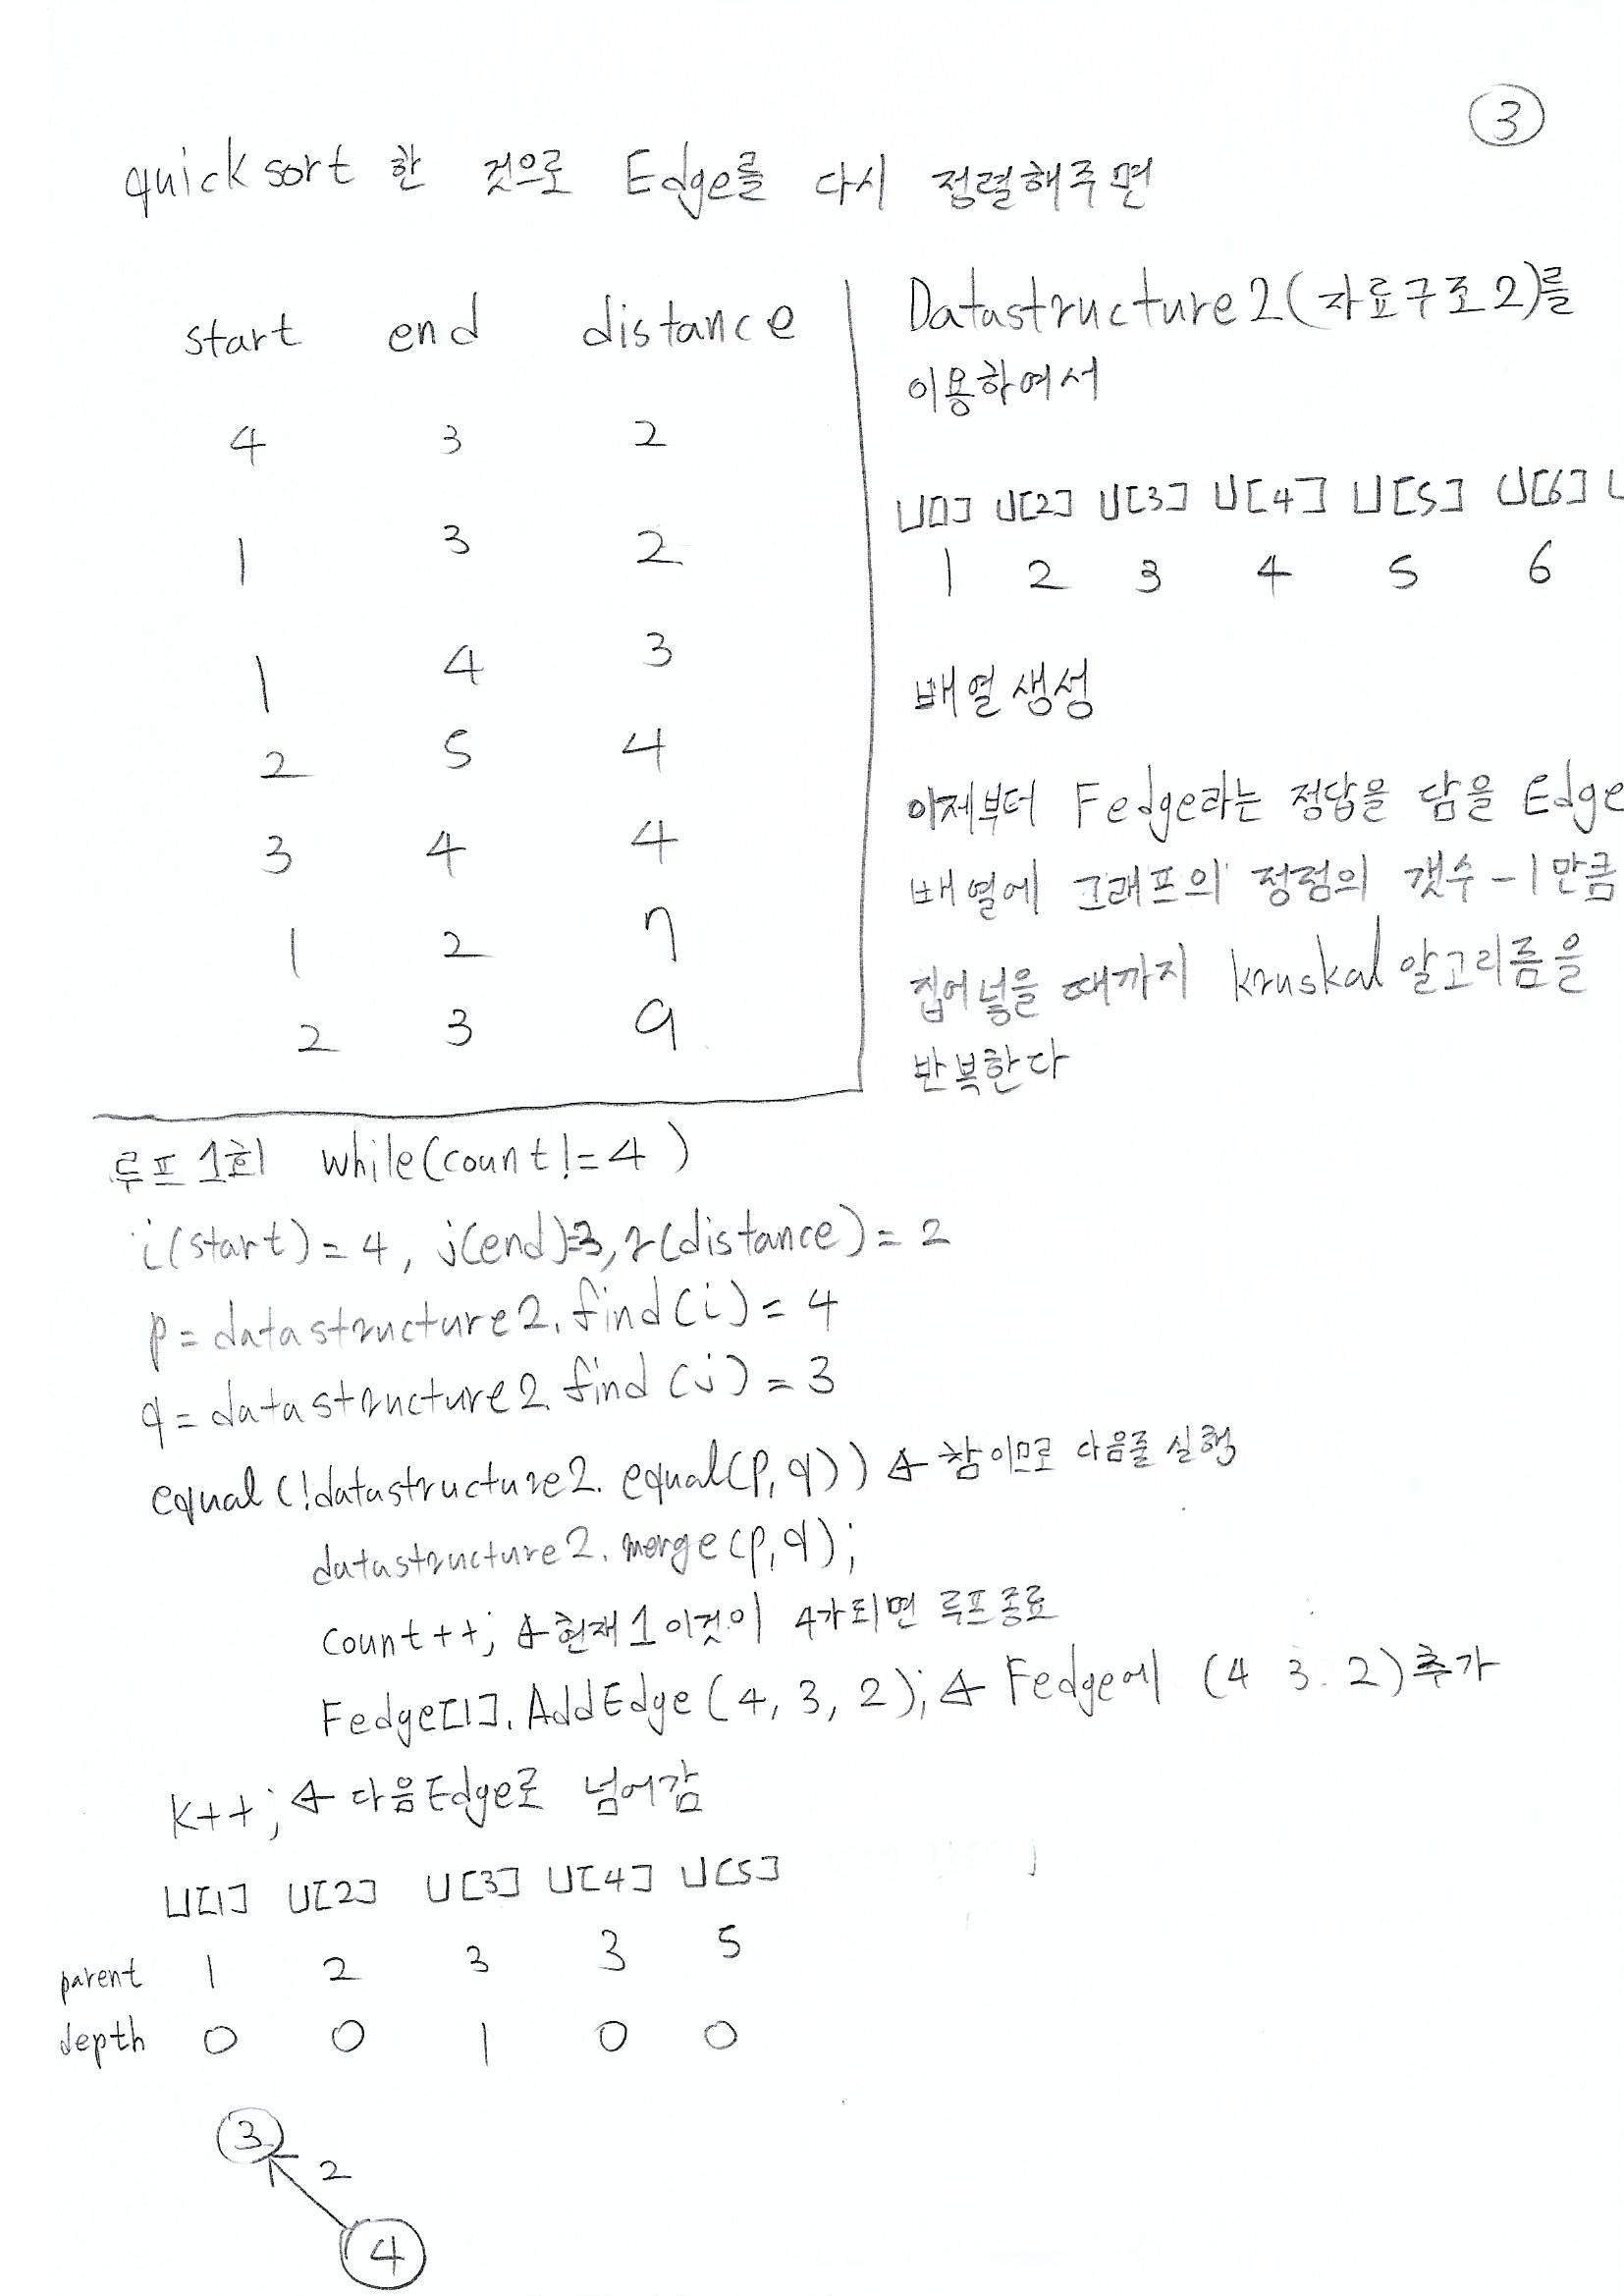 3
quick sort 한 것으로 Edge를 다시 정렬해주면
start end distance
4 3 2
1 3 2
1 4 3
2 5 4
3 4 4
1 2 7
2 3 9
Datastructure2(자료구조2)를
이용하여서
U[1] U[2] U[3] U[4] U[5] U[6]
1 2 3 4 5 6
배열 생성
이제부터 Fedge라는 정답을 담을 Edge
배열에 그래프의 정점의 갯수-1만큼
집어넣을 때까지 kruskal 알고리름을
반복한다
루프 1회 while(count!=4)
i(start)=4, j(end)=3, r(distance)=2
p=datastructure2.find(i)=4
q=datastructure2.find(j)=3
equal(!datastructure2.equal(p,q)) ← 참이므로 다음줄 실행
datastructure2.merge(p,q);
count++; ← 현재 1 이것이 4가 되면 루프 종료
Fedge[1].AddEdge(4,3,2); ← Fedge에 (4 3.2) 추가
k++; ← 다음 Edge로 넘어감
U[1] U[2] U[3] U[4] U[5]
parent 1 2 3 3 5
depth 0 0 1 0 0
3
2
4